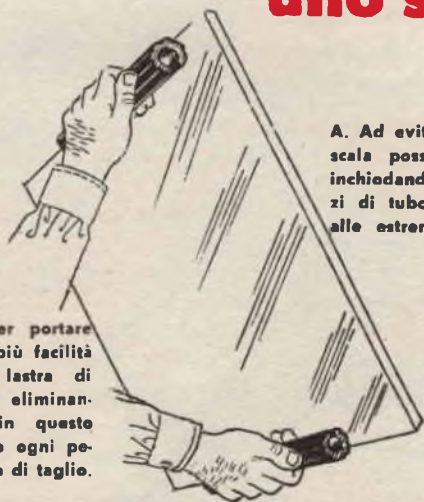 uno s
A. Ad evit
scala poss
inchiodand
zi di tubo
alle estrem
er portare
più facilità
lastra di
eliminan-
in questo
o ogni pe-
o di taglio.